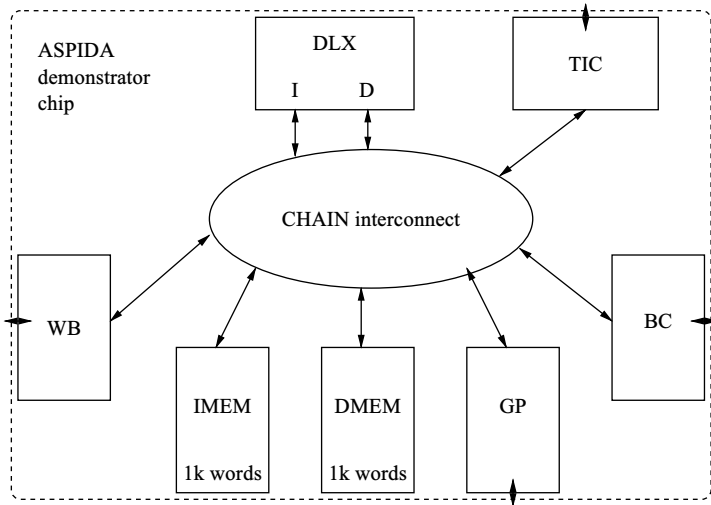 ASPIDA
demonstrator
chip
DLX
I D
TIC
CHAIN interconnect
WB
BC
IMEM
DMEM
GP
1k words
1k words